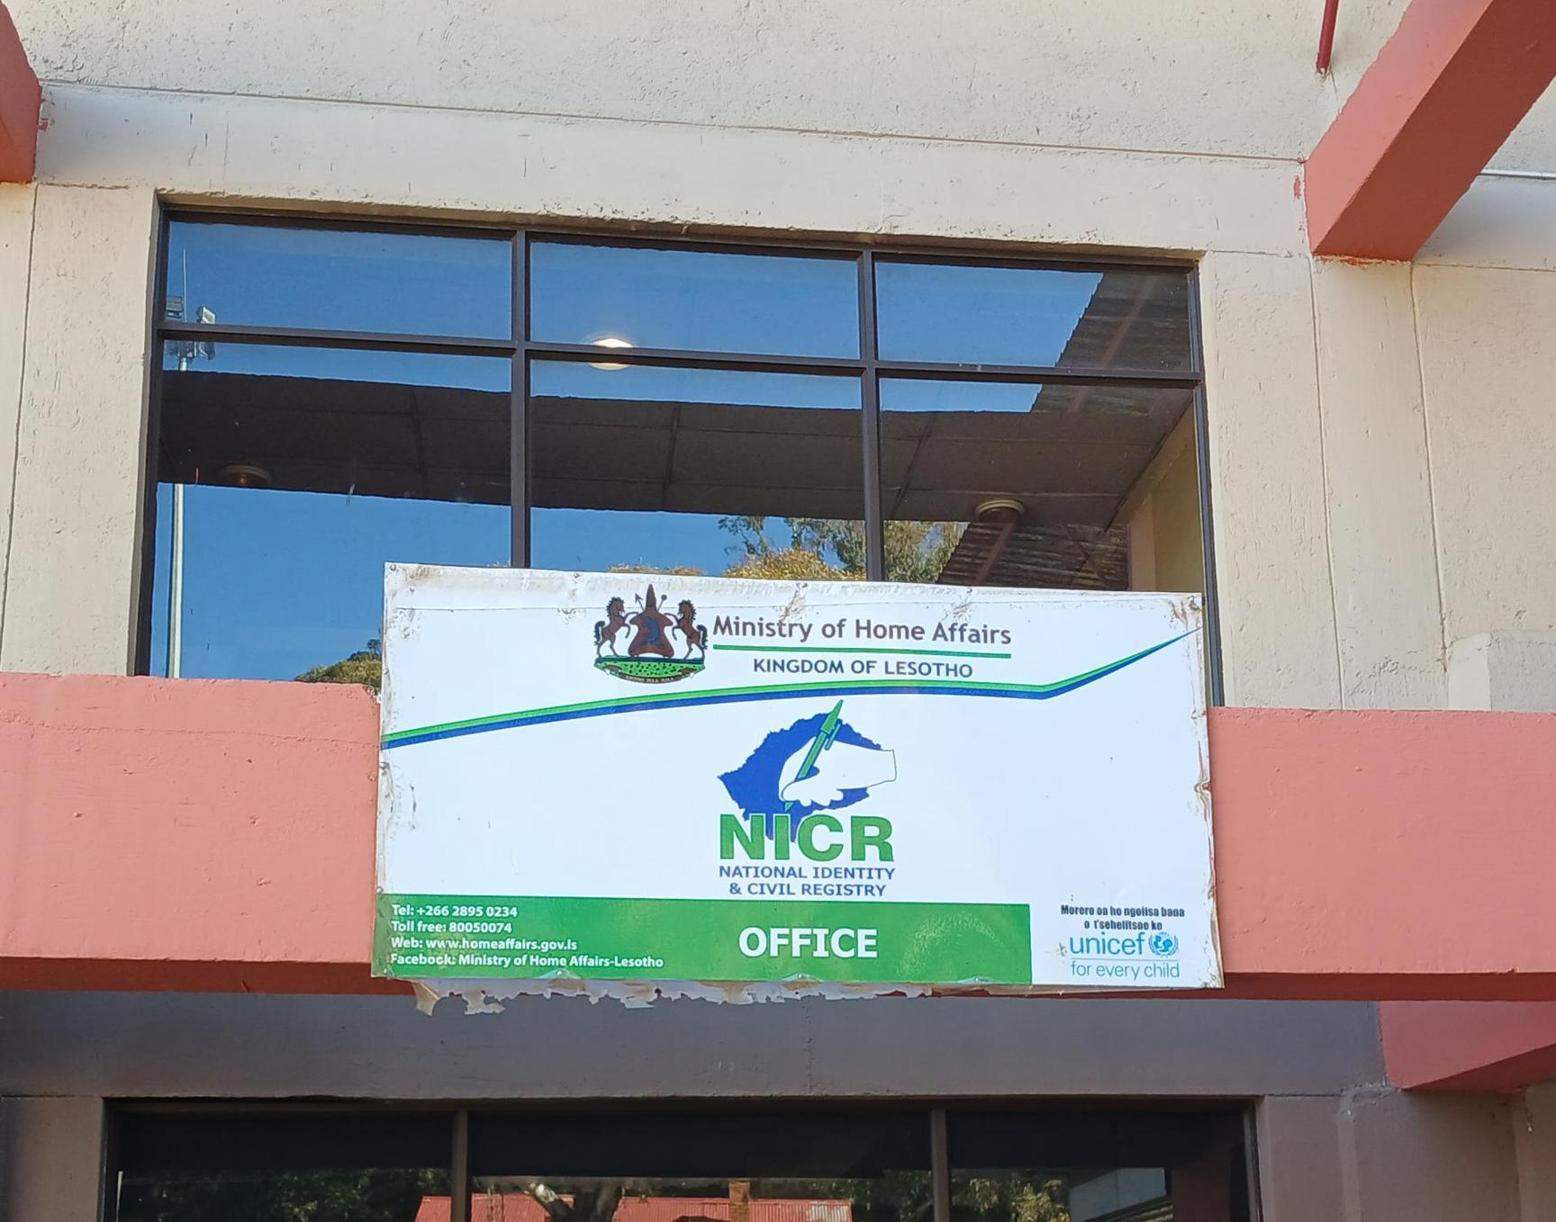 Ministry of Home Affairs
KINGDOM OF LESOTHO
NICR
NATIONAL IDENTITY
& CIVIL REGISTRY
Tel: +266 2895 0234
Toll free: 80050074
Web: www.homeaffairs.gov.ls
Facebook: Ministry of Home Affairs-Lesotho
OFFICE
Morero oa ho ngolisa bana
o tšehelitsoe ke
unicef
for every child